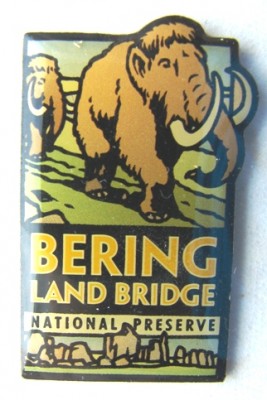 BERING
LAND BRIDGE
NATIONAL PRESERVE